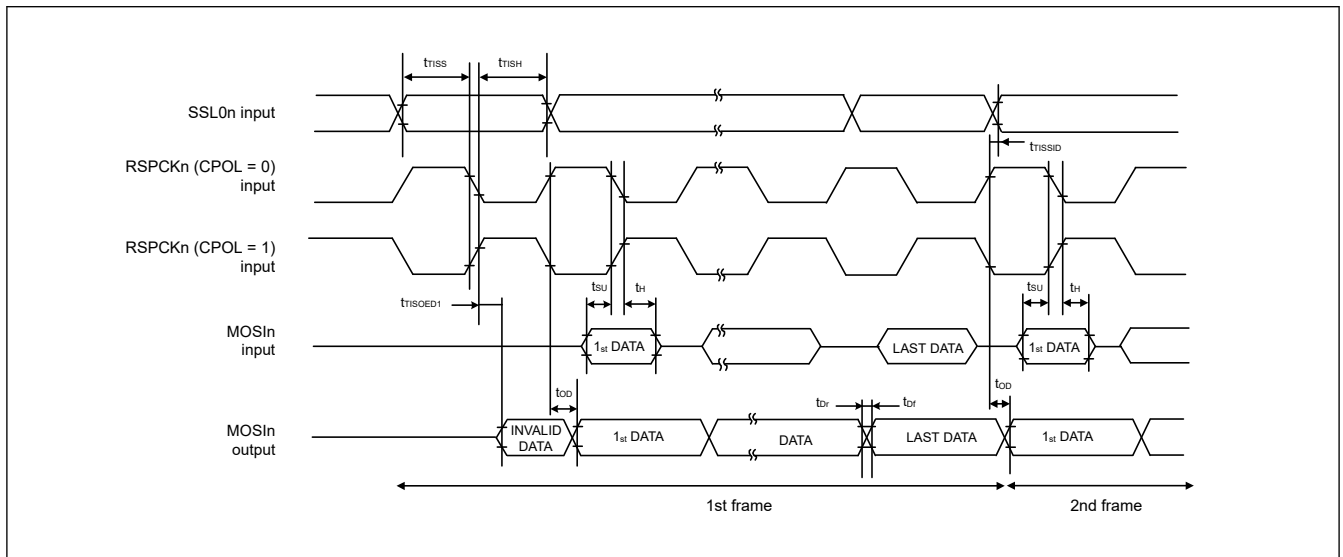 tTISS
tTISH
SSL0n input
tTISSID
RSPCKn (CPOL = 0)
input
RSPCKn (CPOL = 1)
input
tTISOED1
tSU
tH
tSU
tH
MOSIn
input
1st DATA
LAST DATA
1st DATA
tOD
tDr
tDf
tOD
MOSIn
output
INVALID
DATA
1st DATA
DATA
LAST DATA
1st DATA
1st frame
2nd frame